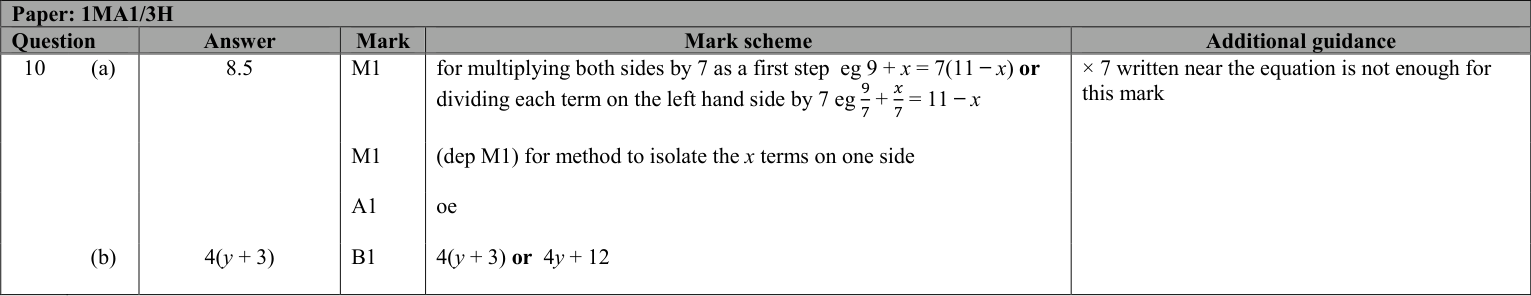 Paper: 1MA1/3H
Question Answer Mark Mark scheme Additional guidance
10 (a) 8.5 M1 for multiplying both sides by 7 as a first step eg 9 + x = 7(11 − x) or × 7 written near the equation is not enough for
dividing each term on the left hand side by 7 eg 9/7 + x/7 = 11 − x this mark
M1 (dep M1) for method to isolate the x terms on one side
A1 oe
(b) 4(y + 3) B1 4(y + 3) or 4y + 12